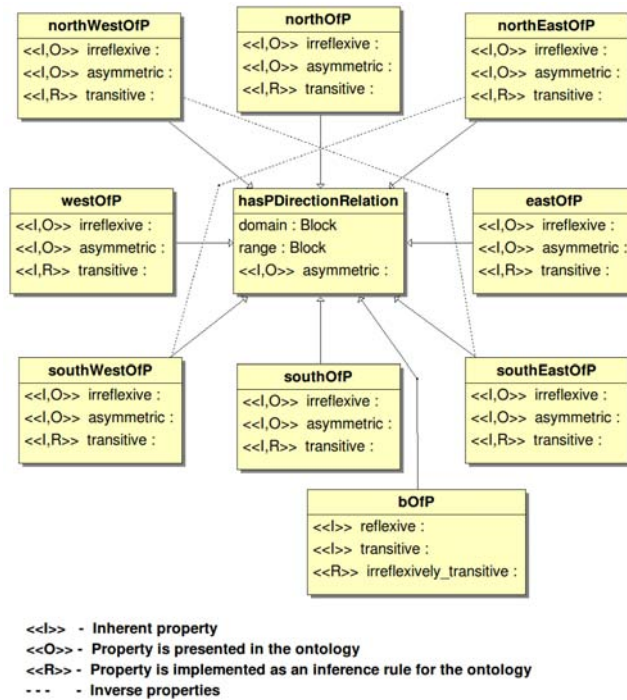 northWestOfP
<<I,O>> irreflexive :
<<I,O>> asymmetric :
<<I,R>> transitive :
northOfP
<<I,O>> irreflexive :
<<I,O>> asymmetric :
<<I,R>> transitive :
northEastOfP
<<I,O>> irreflexive :
<<I,O>> asymmetric :
<<I,R>> transitive :
westOfP
<<I,O>> irreflexive :
<<I,O>> asymmetric :
<<I,R>> transitive :
hasPDirectionRelation
domain : Block
range : Block
<<I,O>> asymmetric :
eastOfP
<<I,O>> irreflexive :
<<I,O>> asymmetric :
<<I,R>> transitive :
southWestOfP
<<I,O>> irreflexive :
<<I,O>> asymmetric :
<<I,R>> transitive :
southOfP
<<I,O>> irreflexive :
<<I,O>> asymmetric :
<<I,R>> transitive :
southEastOfP
<<I,O>> irreflexive :
<<I,O>> asymmetric :
<<I,R>> transitive :
bOfP
<<I>> reflexive :
<<I>> transitive :
<<R>> irreflexively_transitive :
<<I>> - Inherent property
<<O>> - Property is presented in the ontology
<<R>> - Property is implemented as an inference rule for the ontology
- - - - Inverse properties